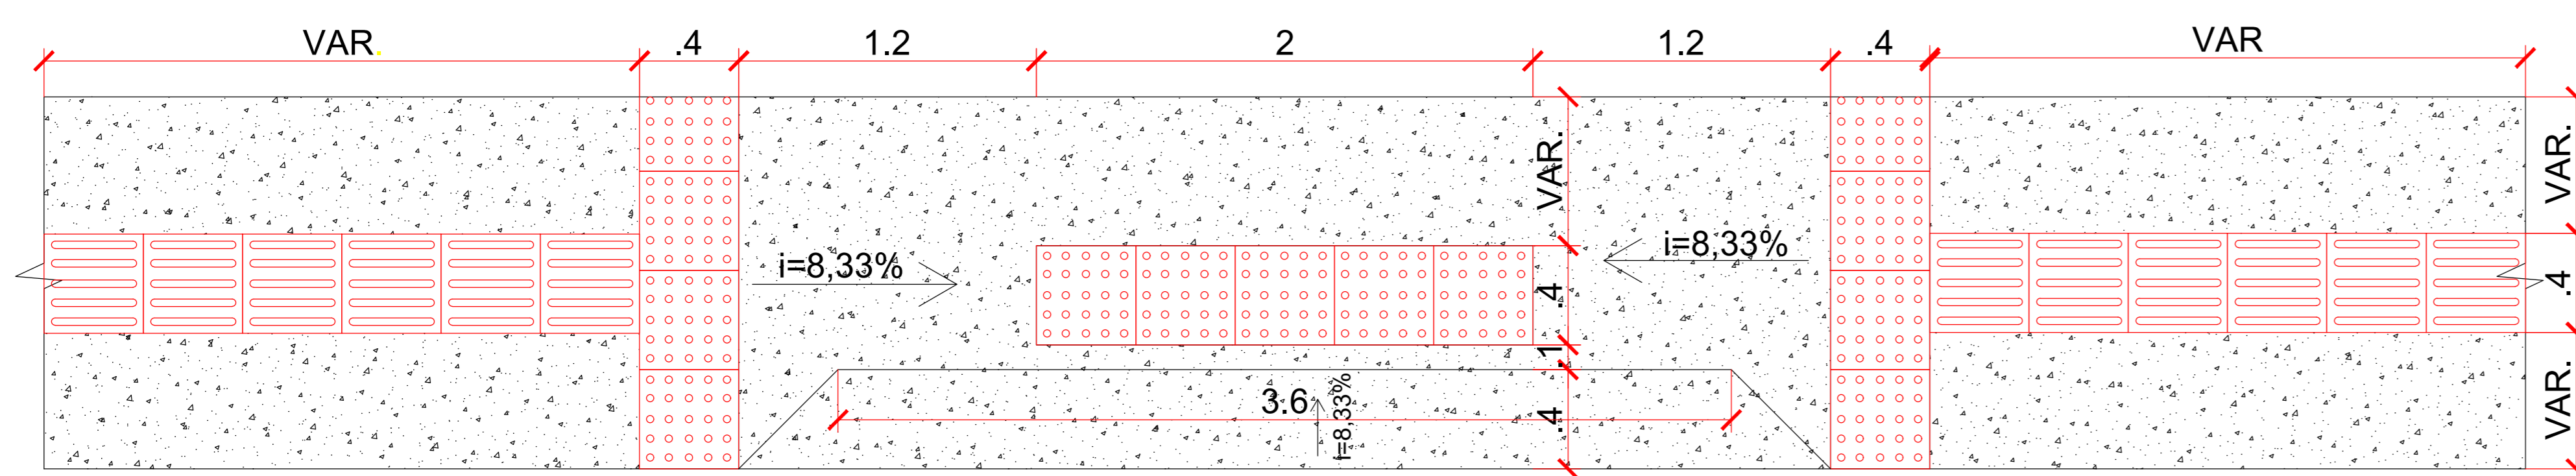 VAR. .4 1.2 2 1.2 .4 VAR
VAR.
VAR.
i=8,33%
i=8,33%
.4
.4
.1
3.6
i=8,33%
.4
VAR.